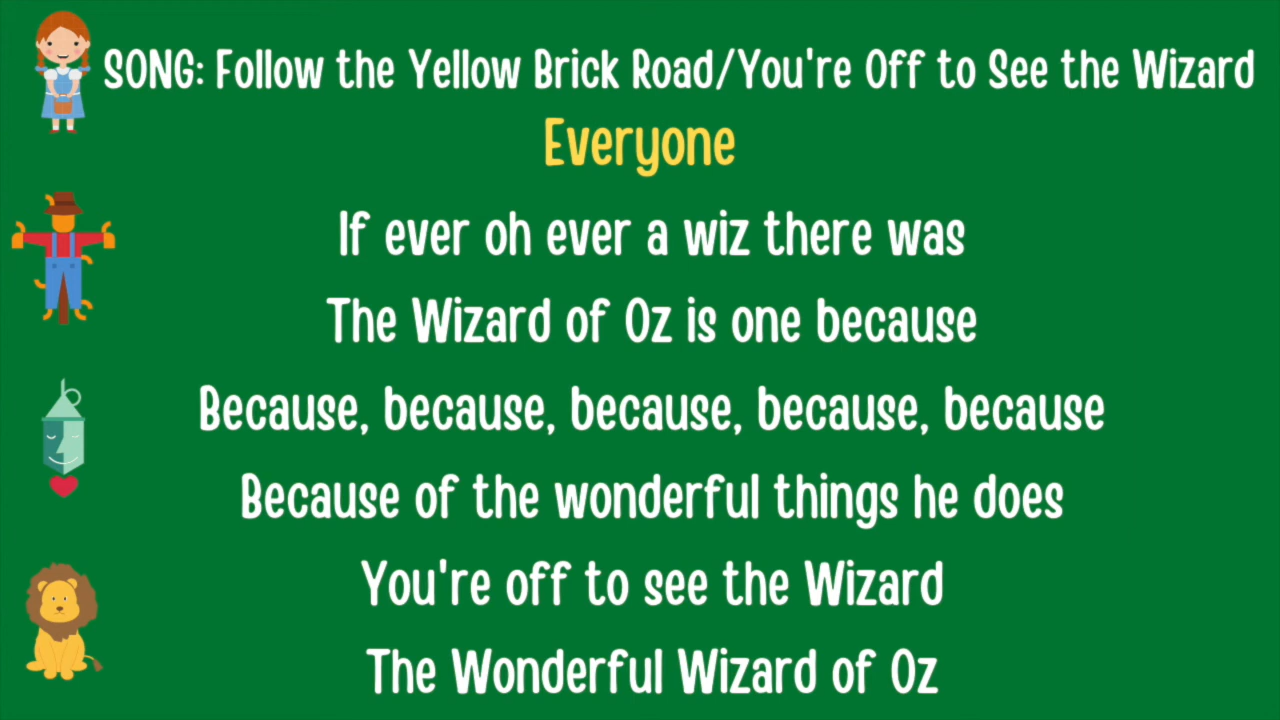 SONG: Follow the Yellow Brick Road/You're Off to See the Wizard
Everyone
If ever oh ever a wiz there was
The Wizard of Oz is one because
Because, because, because, because, because
Because of the wonderful things he does
You're off to see the Wizard
The Wonderful Wizard of Oz